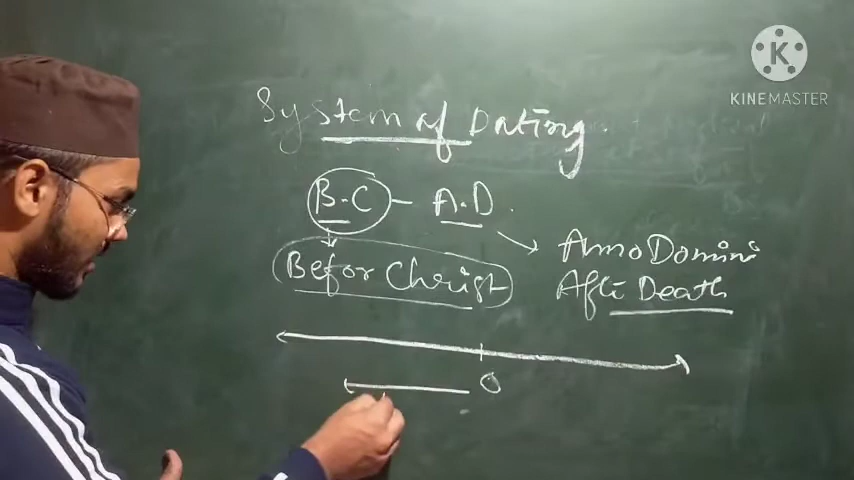 K
KINEMASTER
System of Dating.
B.C - A.D.
Anno Domini
Befor Christ
After Death
0